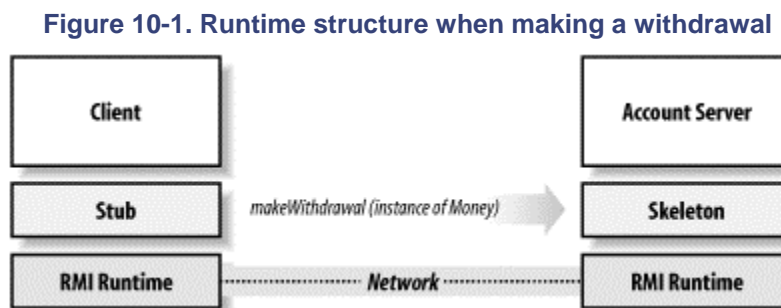 Figure 10-1. Runtime structure when making a withdrawal
Client
Account Server
Stub
makeWithdrawal (instance of Money)
Skeleton
RMI Runtime
Network
RMI Runtime